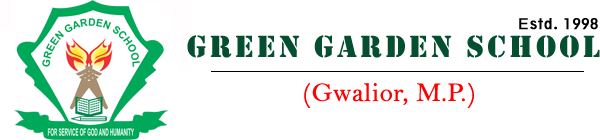 GREEN GARDEN SCHOOL
FOR SERVICE OF GOD AND HUMANITY
Estd. 1998
GREEN GARDEN SCHOOL
(Gwalior, M.P.)